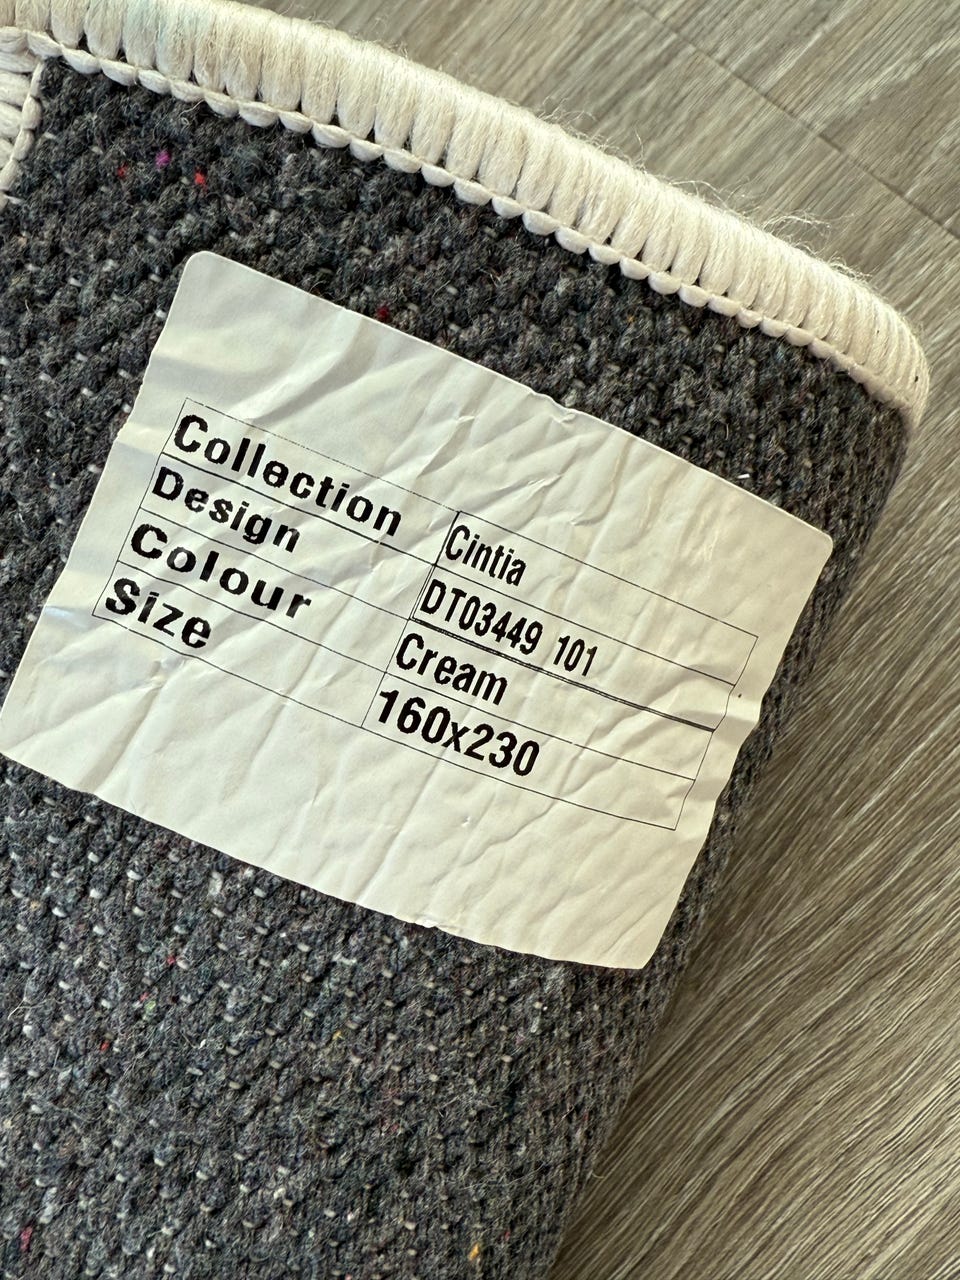 Collection Cintia
Design DT03449 101
Colour Cream
Size 160x230